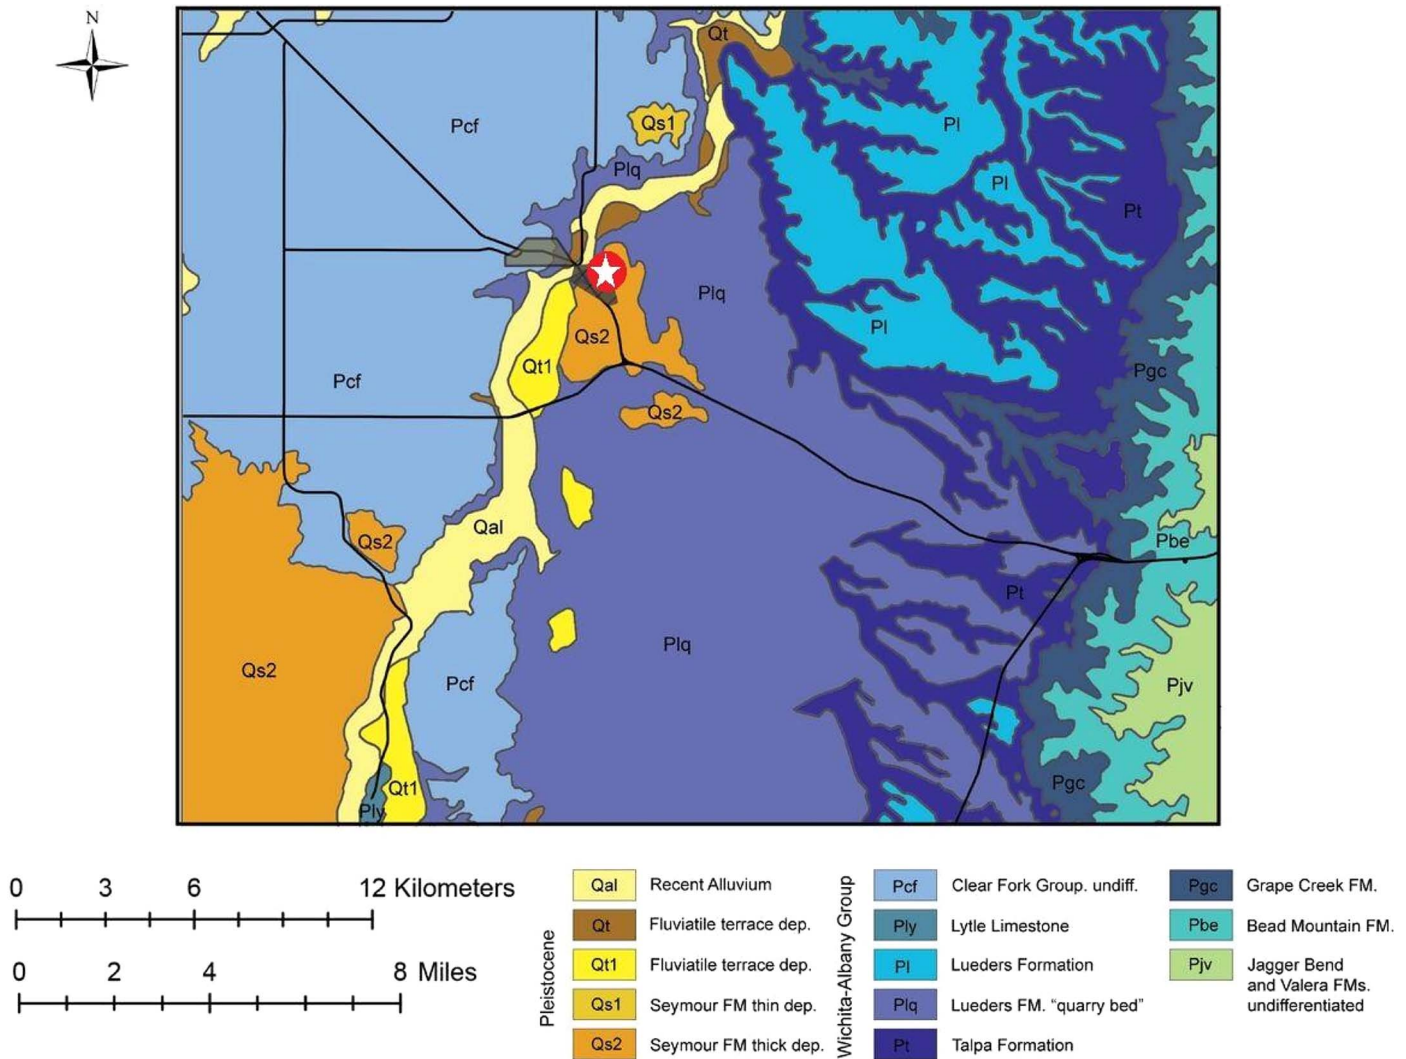 N
Qt
Pcf
Qs1
Pl
Plq
Pl
Pt
Plq
Pl
Qs2
Qt1
Pgc
Pcf
Qs2
Qal
Qs2
Pbe
Pt
Plq
Qs2
Pcf
Pjv
Pgc
Qt1
Ply
0 3 6 12 Kilometers
0 2 4 8 Miles
Pleistocene
Qal Recent Alluvium
Qt Fluviatile terrace dep.
Qt1 Fluviatile terrace dep.
Qs1 Seymour FM thin dep.
Qs2 Seymour FM thick dep.
Wichita-Albany Group
Pcf Clear Fork Group. undiff.
Ply Lytle Limestone
Pl Lueders Formation
Plq Lueders FM. “quarry bed”
Pt Talpa Formation
Pgc Grape Creek FM.
Pbe Bead Mountain FM.
Pjv Jagger Bend
and Valera FMs.
undifferentiated